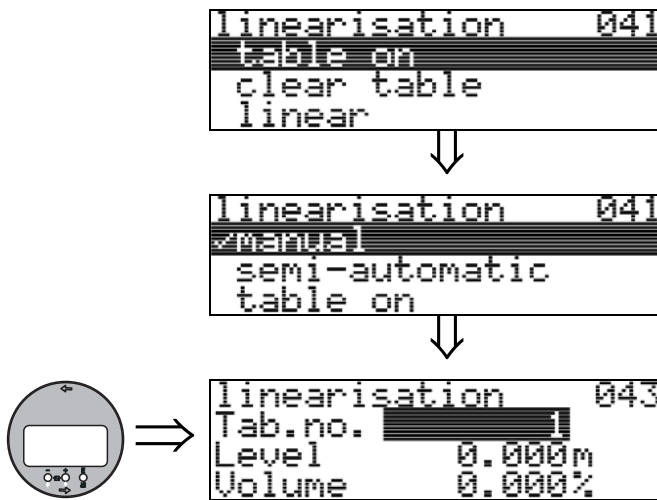 linearisation 041
table on
clear table
linear
linearisation 041
✓manual
semi-automatic
table on
linearisation 043
Tab.no. 1
Level 0.000m
Volume 0.000%